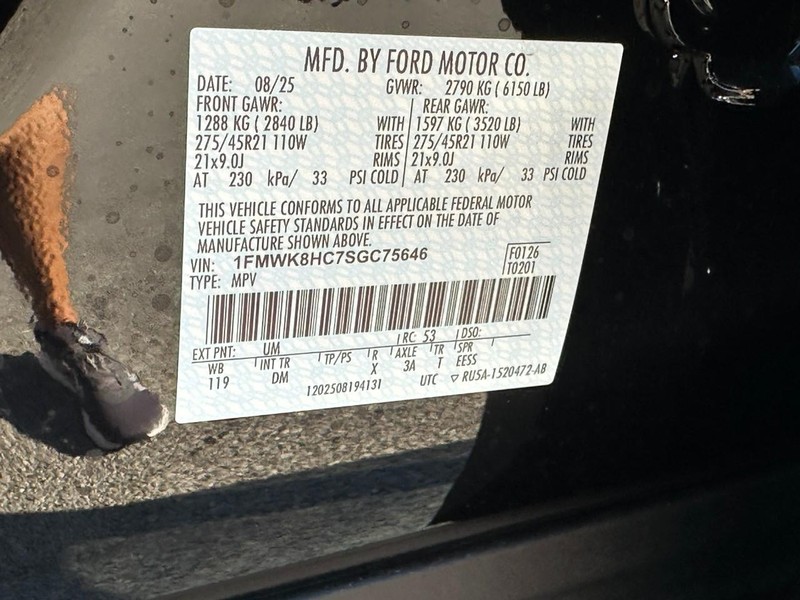 MFD. BY FORD MOTOR CO.
DATE: 08/25 GVWR: 2790 KG ( 6150 LB)
FRONT GAWR: REAR GAWR:
1288 KG ( 2840 LB) WITH 1597 KG ( 3520 LB) WITH
275/45R21 110W TIRES 275/45R21 110W TIRES
21x9.0J RIMS 21x9.0J RIMS
AT 230 kPa/ 33 PSI COLD AT 230 kPa/ 33 PSI COLD
THIS VEHICLE CONFORMS TO ALL APPLICABLE FEDERAL MOTOR
VEHICLE SAFETY STANDARDS IN EFFECT ON THE DATE OF
MANUFACTURE SHOWN ABOVE.
VIN: 1FMWK8HC7SGC75646 F0126
TYPE: MPV T0201
EXT PNT: UM RC: 53 DSO:
WB INT TR TP/PS R AXLE TR SPR
119 DM X 3A T EESS
1202508194131 UTC ▽ RU5A-1520472-AB